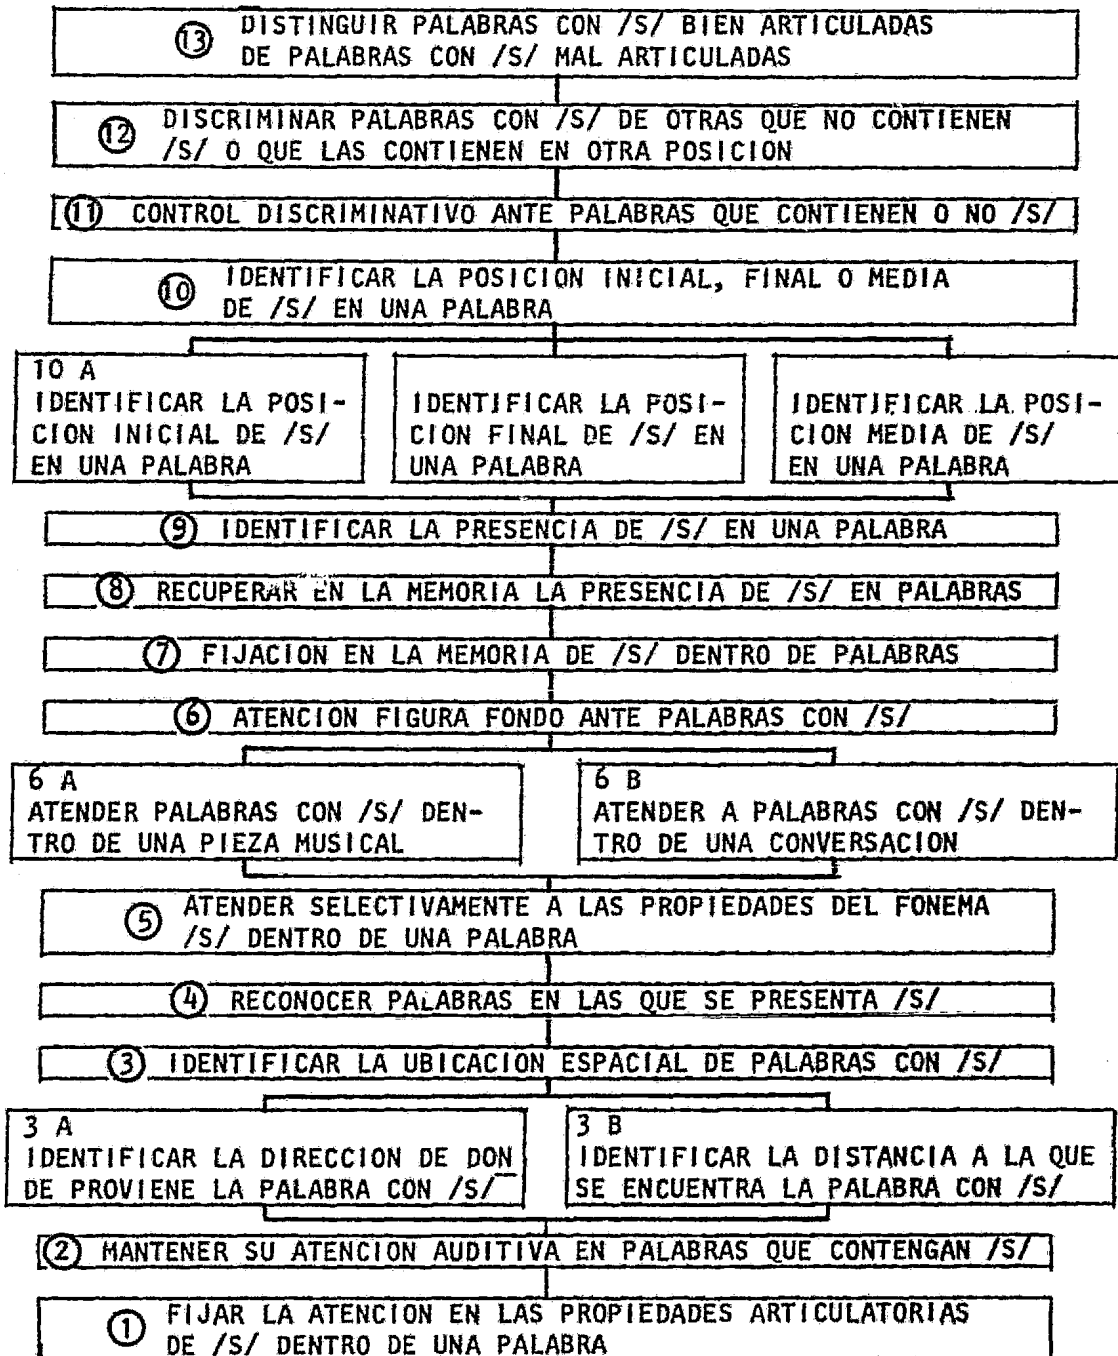 ⑬ DISTINGUIR PALABRAS CON /S/ BIEN ARTICULADAS
DE PALABRAS CON /S/ MAL ARTICULADAS
⑫ DISCRIMINAR PALABRAS CON /S/ DE OTRAS QUE NO CONTIENEN
/S/ O QUE LAS CONTIENEN EN OTRA POSICION
⑪ CONTROL DISCRIMINATIVO ANTE PALABRAS QUE CONTIENEN O NO /S/
⑩ IDENTIFICAR LA POSICION INICIAL, FINAL O MEDIA
DE /S/ EN UNA PALABRA
10 A
IDENTIFICAR LA POSI-
CION INICIAL DE /S/
EN UNA PALABRA
IDENTIFICAR LA POSI-
CION FINAL DE /S/ EN
UNA PALABRA
IDENTIFICAR LA POSI-
CION MEDIA DE /S/
EN UNA PALABRA
⑨ IDENTIFICAR LA PRESENCIA DE /S/ EN UNA PALABRA
⑧ RECUPERAR EN LA MEMORIA LA PRESENCIA DE /S/ EN PALABRAS
⑦ FIJACION EN LA MEMORIA DE /S/ DENTRO DE PALABRAS
⑥ ATENCION FIGURA FONDO ANTE PALABRAS CON /S/
6 A
ATENDER PALABRAS CON /S/ DEN-
TRO DE UNA PIEZA MUSICAL
6 B
ATENDER A PALABRAS CON /S/ DEN-
TRO DE UNA CONVERSACION
⑤ ATENDER SELECTIVAMENTE A LAS PROPIEDADES DEL FONEMA
/S/ DENTRO DE UNA PALABRA
④ RECONOCER PALABRAS EN LAS QUE SE PRESENTA /S/
③ IDENTIFICAR LA UBICACION ESPACIAL DE PALABRAS CON /S/
3 A
IDENTIFICAR LA DIRECCION DE DON
DE PROVIENE LA PALABRA CON /S/
3 B
IDENTIFICAR LA DISTANCIA A LA QUE
SE ENCUENTRA LA PALABRA CON /S/
② MANTENER SU ATENCION AUDITIVA EN PALABRAS QUE CONTENGAN /S/
① FIJAR LA ATENCION EN LAS PROPIEDADES ARTICULATORIAS
DE /S/ DENTRO DE UNA PALABRA